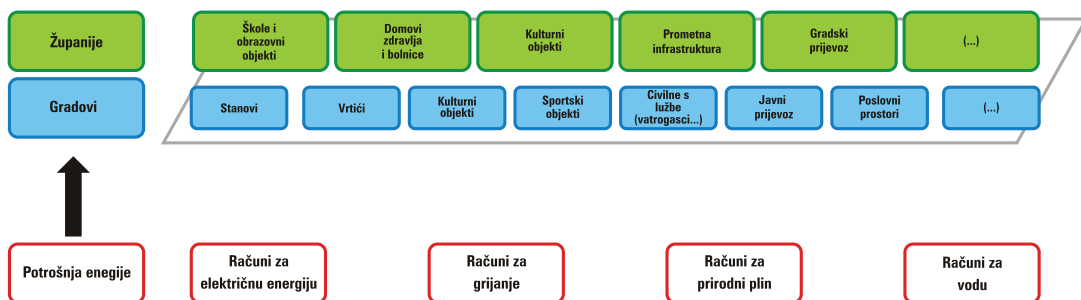 Županije
Škole i
obrazovni
objekti
Domovi
zdravlja
i bolnice
Kulturni
objekti
Prometna
infrastruktura
Gradski
prijevoz
(...)
Gradovi
Stanovi
Vrtići
Kulturni
objekti
Sportski
objekti
Civilne s
lužbe
(vatrogasci...)
Javni
prijevoz
Poslovni
prostori
(...)
Potrošnja enegije
Računi za
električnu energiju
Računi za
grijanje
Računi za
prirodni plin
Računi za
vodu